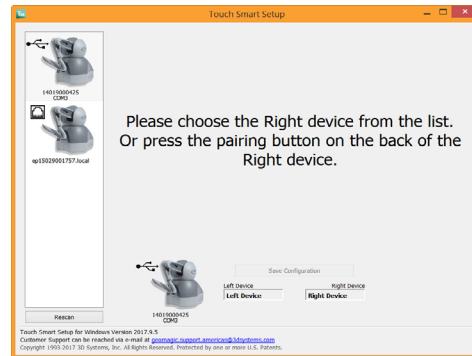 Touch Smart Setup
14019000425
COM3
ep15029001757.local
Please choose the Right device from the list.
Or press the pairing button on the back of the
Right device.
Save Configuration
Left Device
Right Device
Left Device
Right Device
14019000425
COM3
Rescan
Touch Smart Setup for Windows Version 2017.9.5
Customer Support can be reached via e-mail at geomagic.support.american@3dsystems.com
Copyright 1993-2017 3D Systems, Inc. All Rights Reserved. Protected by one or more U.S. Patents.